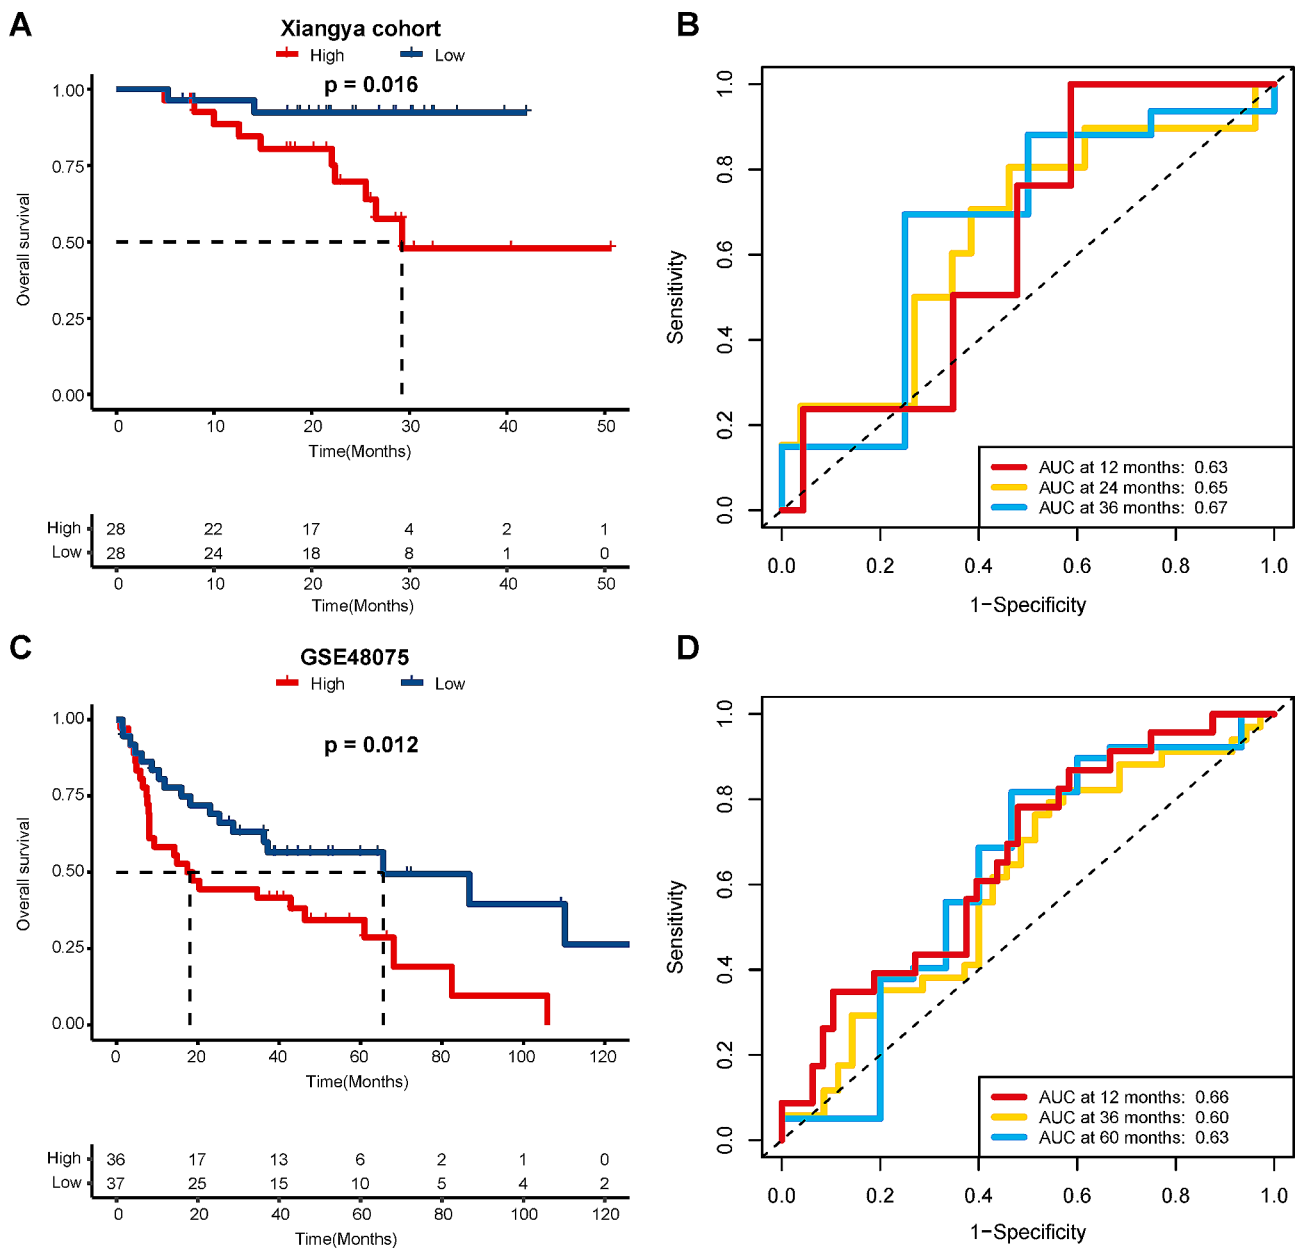 A
Xiangya cohort
High Low
p = 0.016
Overall survival
1.00
0.75
0.50
0.25
0.00
0 10 20 30 40 50
Time(Months)
High 28 22 17 4 2 1
Low 28 24 18 8 1 0
0 10 20 30 40 50
Time(Months)
B
Sensitivity
1.0
0.8
0.6
0.4
0.2
0.0
AUC at 12 months: 0.63
AUC at 24 months: 0.65
AUC at 36 months: 0.67
0.0 0.2 0.4 0.6 0.8 1.0
1−Specificity
C
GSE48075
High Low
p = 0.012
Overall survival
1.00
0.75
0.50
0.25
0.00
0 20 40 60 80 100 120
Time(Months)
High 36 17 13 6 2 1 0
Low 37 25 15 10 5 4 2
0 20 40 60 80 100 120
Time(Months)
D
Sensitivity
1.0
0.8
0.6
0.4
0.2
0.0
AUC at 12 months: 0.66
AUC at 36 months: 0.60
AUC at 60 months: 0.63
0.0 0.2 0.4 0.6 0.8 1.0
1−Specificity